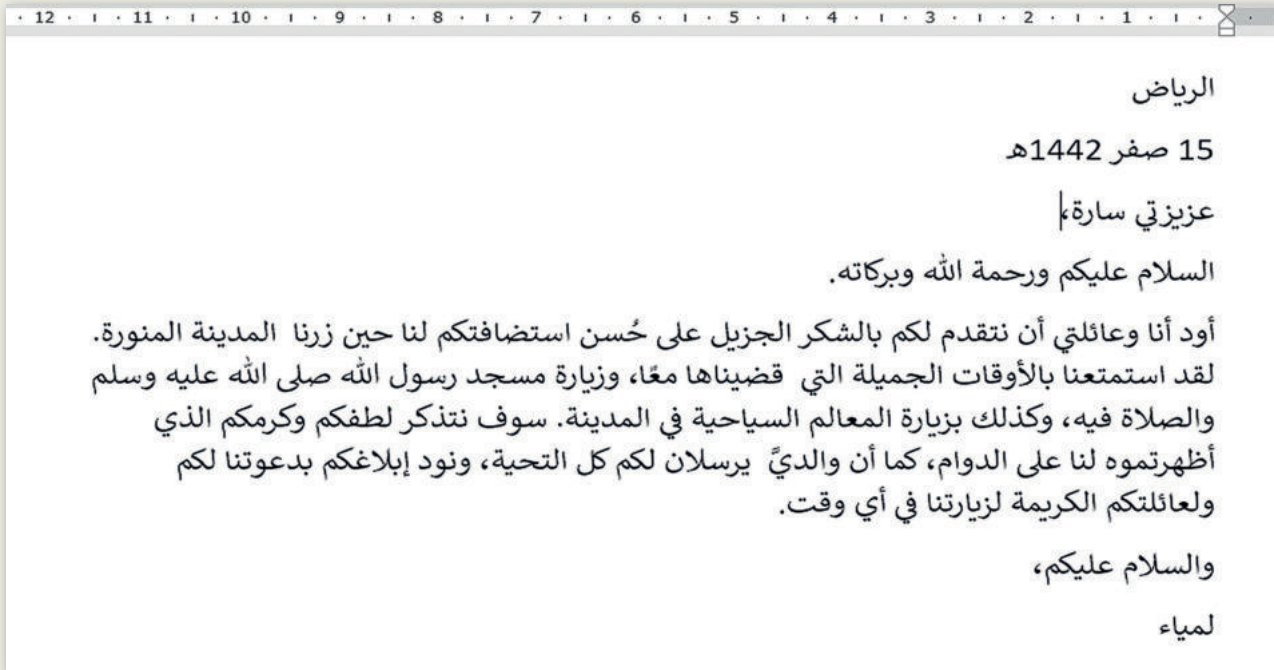 12 11 10 9 8 7 6 5 4 3 2 1
الرياض
15 صفر 1442هـ
عزيزتي سارة،
السلام عليكم ورحمة الله وبركاته.
أود أنا وعائلتي أن نتقدم لكم بالشكر الجزيل على حُسن استضافتكم لنا حين زرنا المدينة المنورة.
لقد استمتعنا بالأوقات الجميلة التي قضيناها معًا، وزيارة مسجد رسول الله صلى الله عليه وسلم
والصلاة فيه، وكذلك بزيارة المعالم السياحية في المدينة. سوف نتذكر لطفكم وكرمكم الذي
أظهرتموه لنا على الدوام، كما أن والديَّ يرسلان لكم كل التحية، ونود إبلاغكم بدعوتنا لكم
ولعائلتكم الكريمة لزيارتنا في أي وقت.
والسلام عليكم،
لمياء